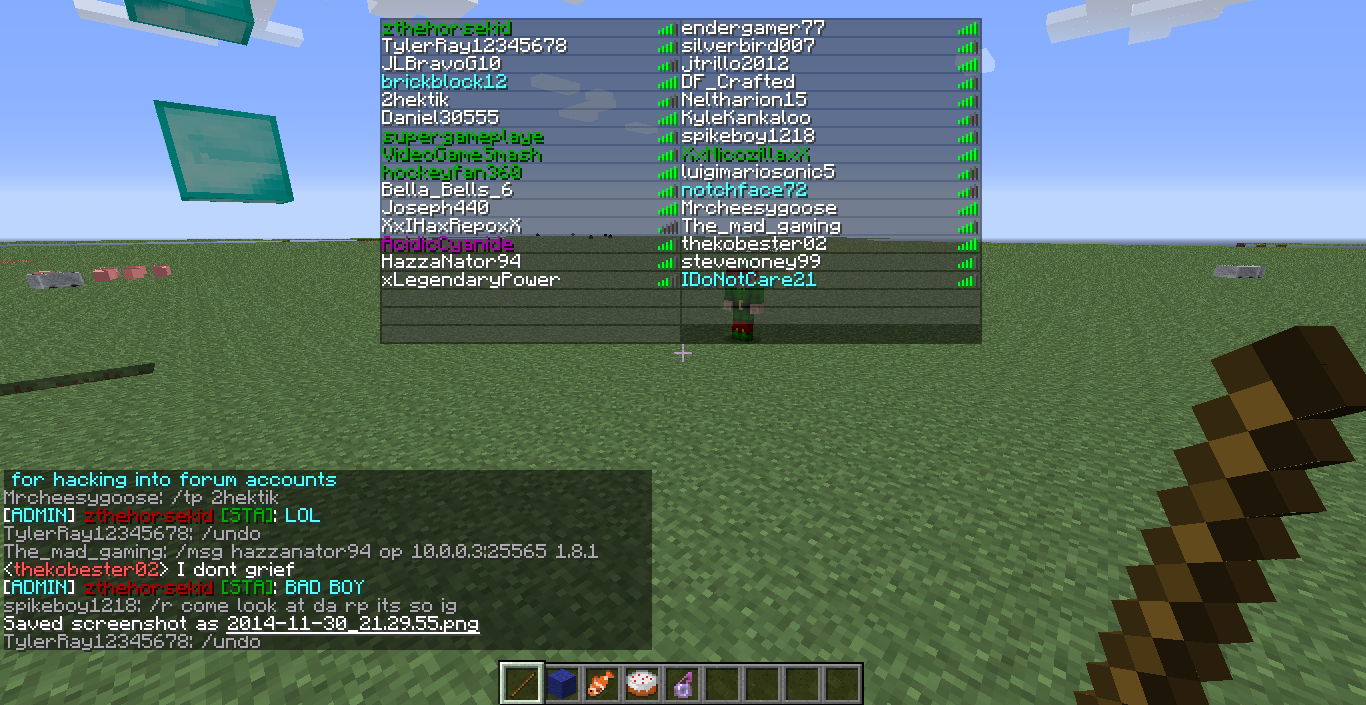 zthehorsekid endergamer77
TylerRay12345678 silverbird007
JLBravoG10 jtrillo2012
brickblock12 DF_Crafted
2hektik Neltharion15
Daniel30555 KyleKankaloo
supergameplaye spikeboy1218
VideoGameSmash XxNicozillaxX
hockeyfan360 luigimariosonic5
Bella_Bells_6 notchface72
Joseph440 Mrcheesygoose
XxIMaxRepoxX The_mad_gaming
AcidicCyanide thekobester02
HazzaNator94 stevemoney99
xLegendaryPower IDoNotCare21
for hacking into forum accounts
Mrcheesygoose: /tp 2hektik
[ADMIN] zthehorsekid [STA]: LOL
TylerRay12345678: /undo
The_mad_gaming: /msg hazzanator94 op 10.0.0.3:25565 1.8.1
<thekobester02> I dont grief
[ADMIN] zthehorsekid [STA]: BAD BOY
spikeboy1218: /r come look at da rp its so ig
Saved screenshot as 2014-11-30_21.29.55.png
TylerRay12345678: /undo